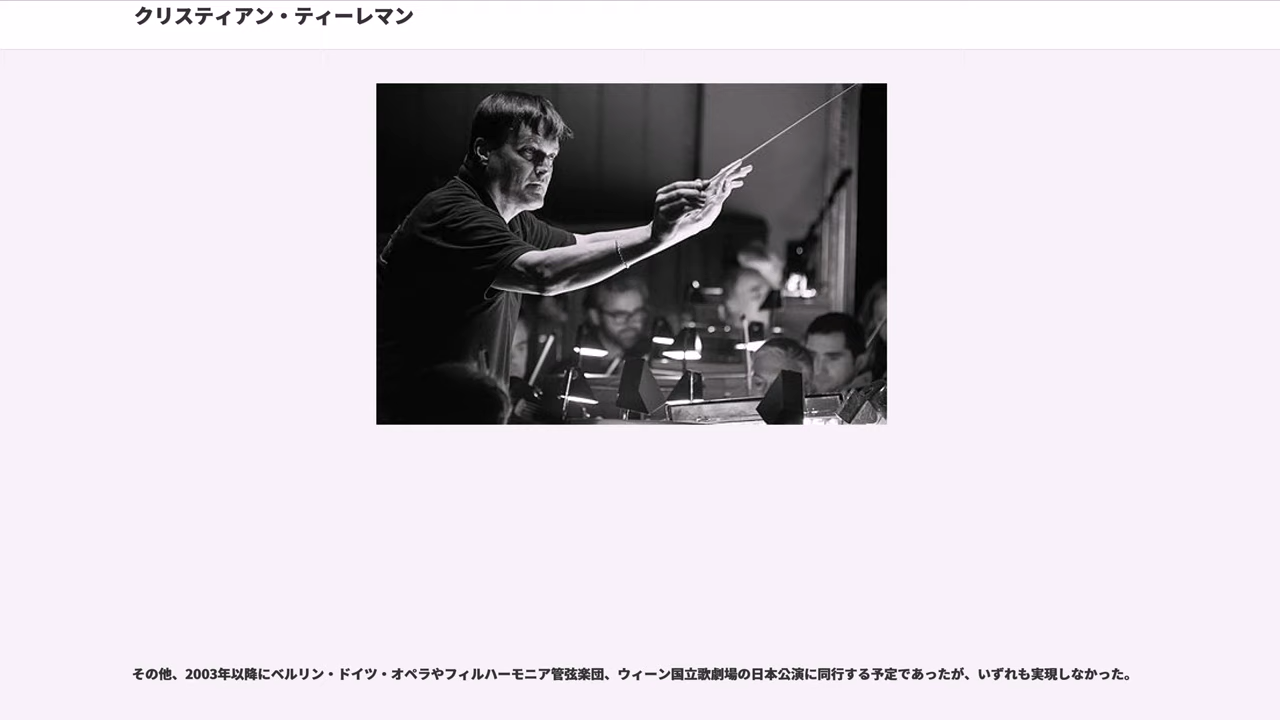 クリスティアン・ティーレマン
その他、2003年以降にベルリン・ドイツ・オペラやフィルハーモニア管弦楽団、ウィーン国立歌劇場の日本公演に同行する予定であったが、いずれも実現しなかった。